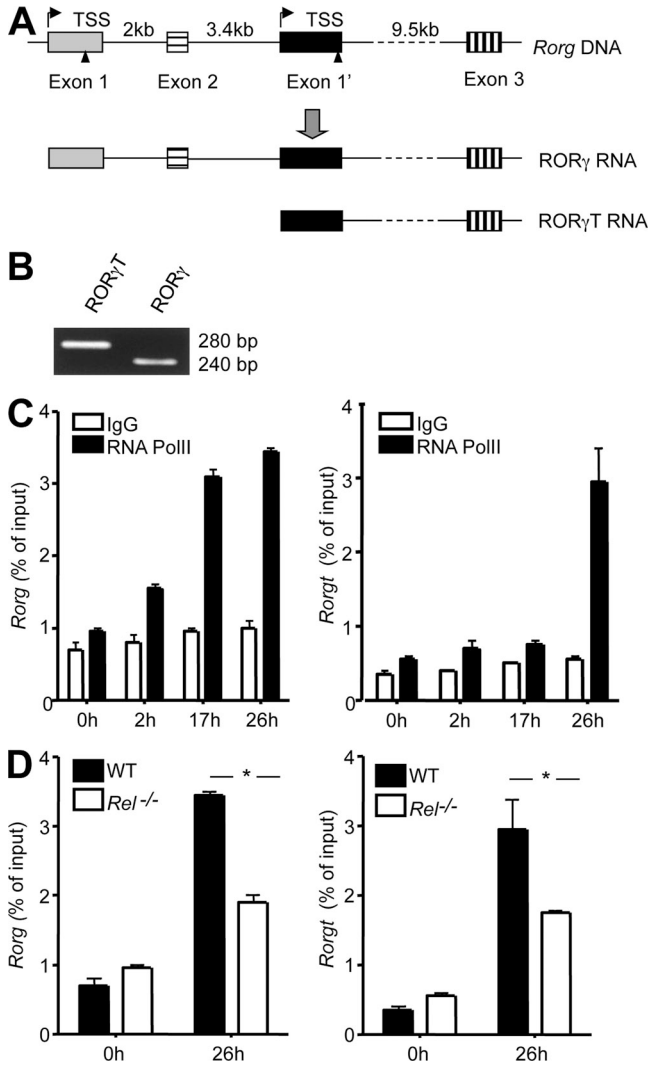 A
TSS 2kb 3.4kb TSS 9.5kb
Rorg DNA
Exon 1 Exon 2 Exon 1' Exon 3
RORγ RNA
RORγT RNA
B
RORγT RORγ
280 bp
240 bp
C
IgG
RNA PolII
Rorg (% of input)
4
3
2
1
0
0h 2h 17h 26h
IgG
RNA PolII
Rorgt (% of input)
4
3
2
1
0
0h 2h 17h 26h
D
WT
Rel -/-
*
Rorg (% of input)
4
3
2
1
0
0h 26h
WT
Rel-/-
*
Rorgt (% of input)
4
3
2
1
0
0h 26h